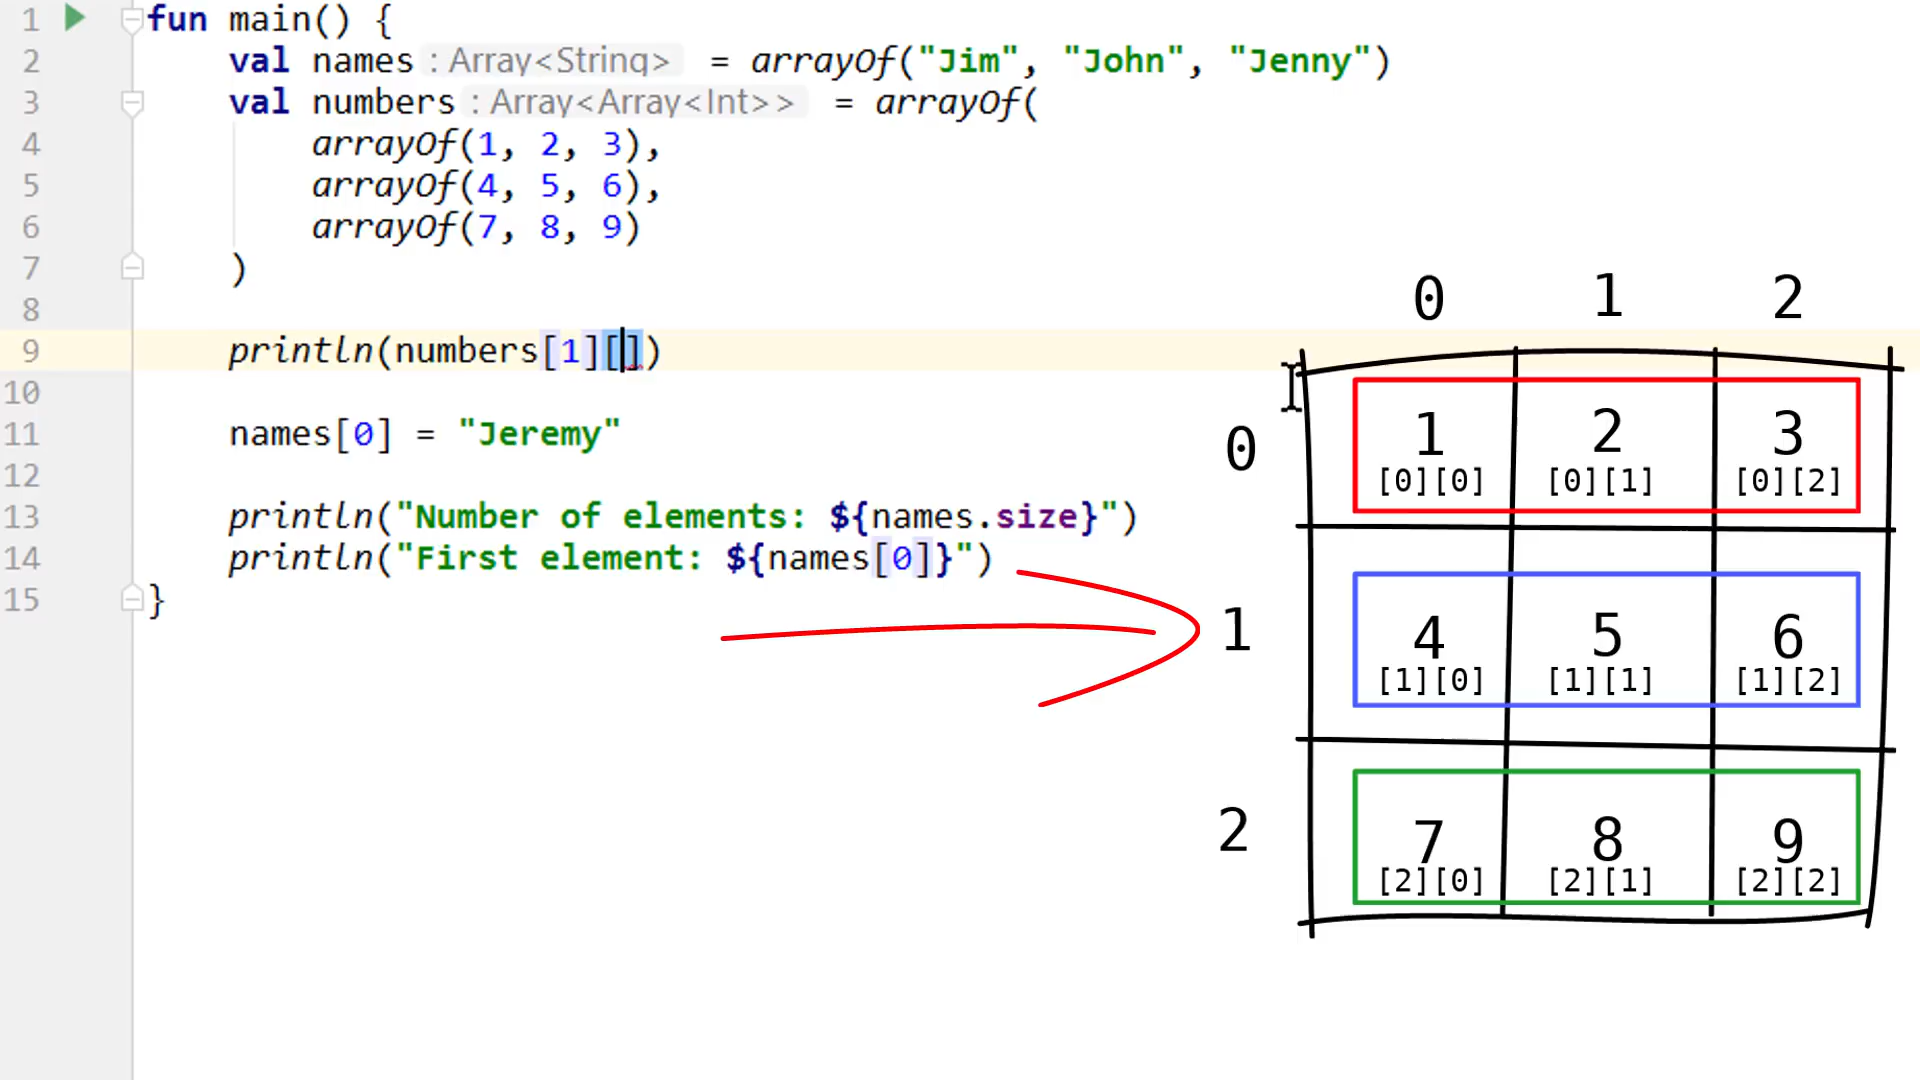 1 fun main() {
2 val names : Array<String> = arrayOf("Jim", "John", "Jenny")
3 val numbers : Array<Array<Int>> = arrayOf(
4 arrayOf(1, 2, 3),
5 arrayOf(4, 5, 6),
6 arrayOf(7, 8, 9)
7 )
8
9 println(numbers[1][])
10
11 names[0] = "Jeremy"
12
13 println("Number of elements: ${names.size}")
14 println("First element: ${names[0]}")
15 }
0 1 2
0 1 2 3
[0][0] [0][1] [0][2]
1 4 5 6
[1][0] [1][1] [1][2]
2 7 8 9
[2][0] [2][1] [2][2]